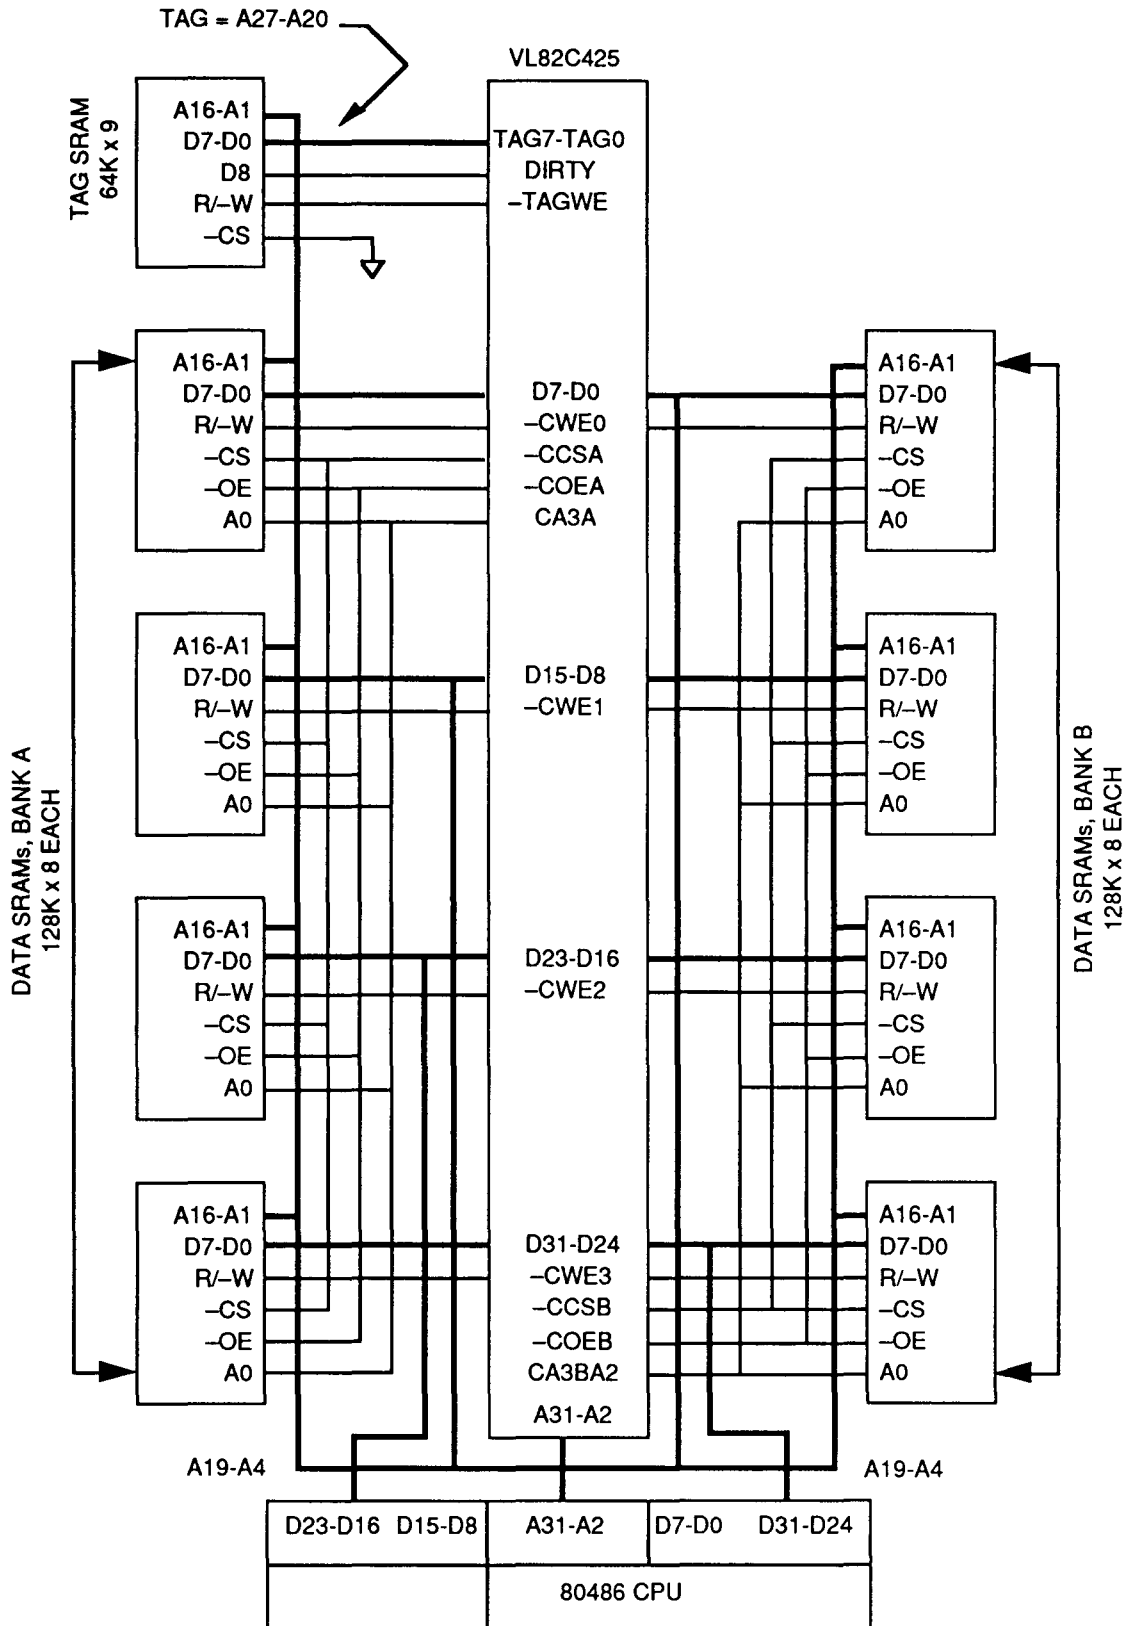 TAG = A27-A20
VL82C425
TAG SRAM
64K x 9
A16-A1
D7-D0
D8
R/–W
–CS
TAG7-TAG0
DIRTY
–TAGWE
DATA SRAMs, BANK A
128K x 8 EACH
A16-A1
D7-D0
R/–W
–CS
–OE
A0
D7-D0
–CWE0
–CCSA
–COEA
CA3A
A16-A1
D7-D0
R/–W
–CS
–OE
A0
A16-A1
D7-D0
R/–W
–CS
–OE
A0
D15-D8
–CWE1
A16-A1
D7-D0
R/–W
–CS
–OE
A0
A16-A1
D7-D0
R/–W
–CS
–OE
A0
D23-D16
–CWE2
A16-A1
D7-D0
R/–W
–CS
–OE
A0
A16-A1
D7-D0
R/–W
–CS
–OE
A0
D31-D24
–CWE3
–CCSB
–COEB
CA3BA2
A31-A2
A16-A1
D7-D0
R/–W
–CS
–OE
A0
DATA SRAMs, BANK B
128K x 8 EACH
A19-A4
A19-A4
D23-D16 D15-D8 A31-A2 D7-D0 D31-D24
80486 CPU